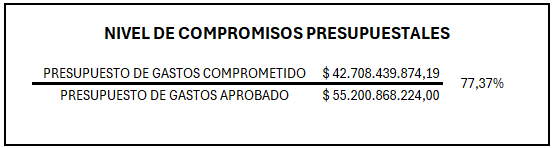 NIVEL DE COMPROMISOS PRESUPUESTALES
PRESUPUESTO DE GASTOS COMPROMETIDO $ 42.708.439.874,19
77,37%
PRESUPUESTO DE GASTOS APROBADO $ 55.200.868.224,00